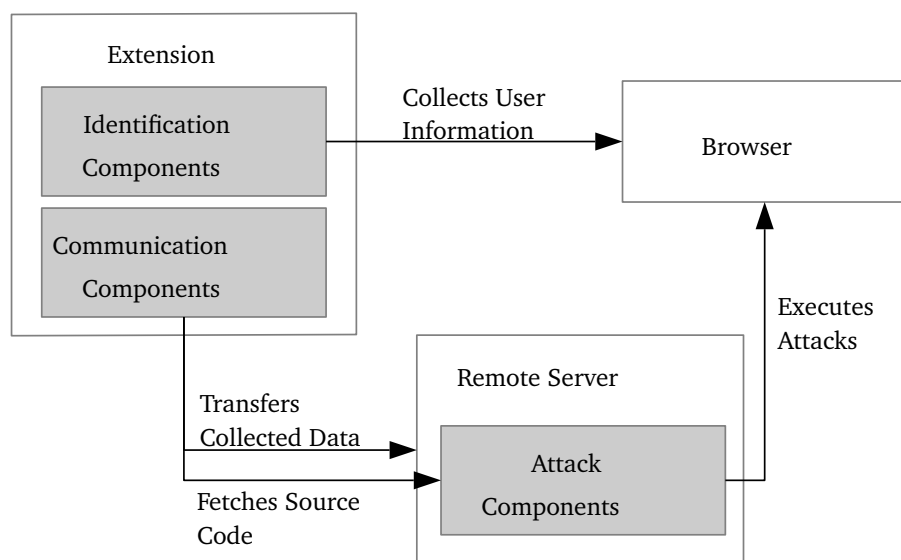 Extension
Identification
Components
Communication
Components
Collects User
Information
Browser
Executes
Attacks
Remote Server
Attack
Components
Transfers
Collected Data
Fetches Source
Code